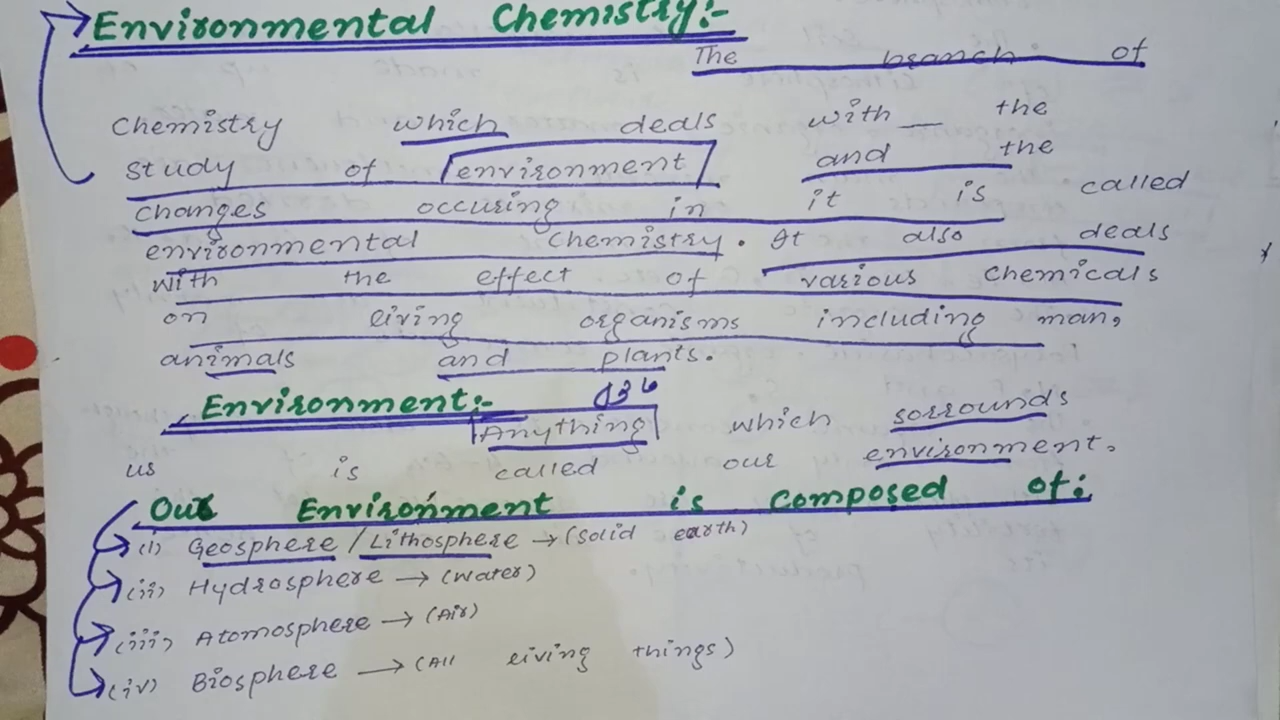 Environmental Chemistry:-
The branch of
Chemistry which deals with the
study of environment and the
changes occuring in it is called
environmental Chemistry. It also deals
with the effect of various chemicals
on living organisms including man,
animals and plants.
Environment:-
Anything which sorrounds
us is called our environment.
Our Environment is Composed of:
(i) Geosphere / Lithosphere → (Solid earth)
(ii) Hydrosphere → (Water)
(iii) Atomosphere → (Air)
(iv) Biosphere → (All living things)